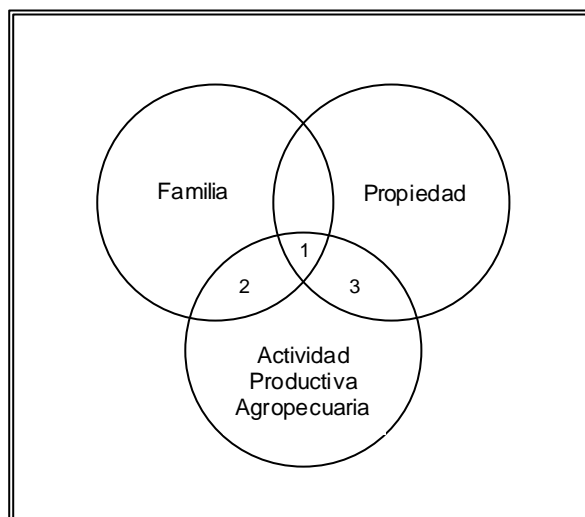 Familia
Propiedad
1
2
3
Actividad
Productiva
Agropecuaria